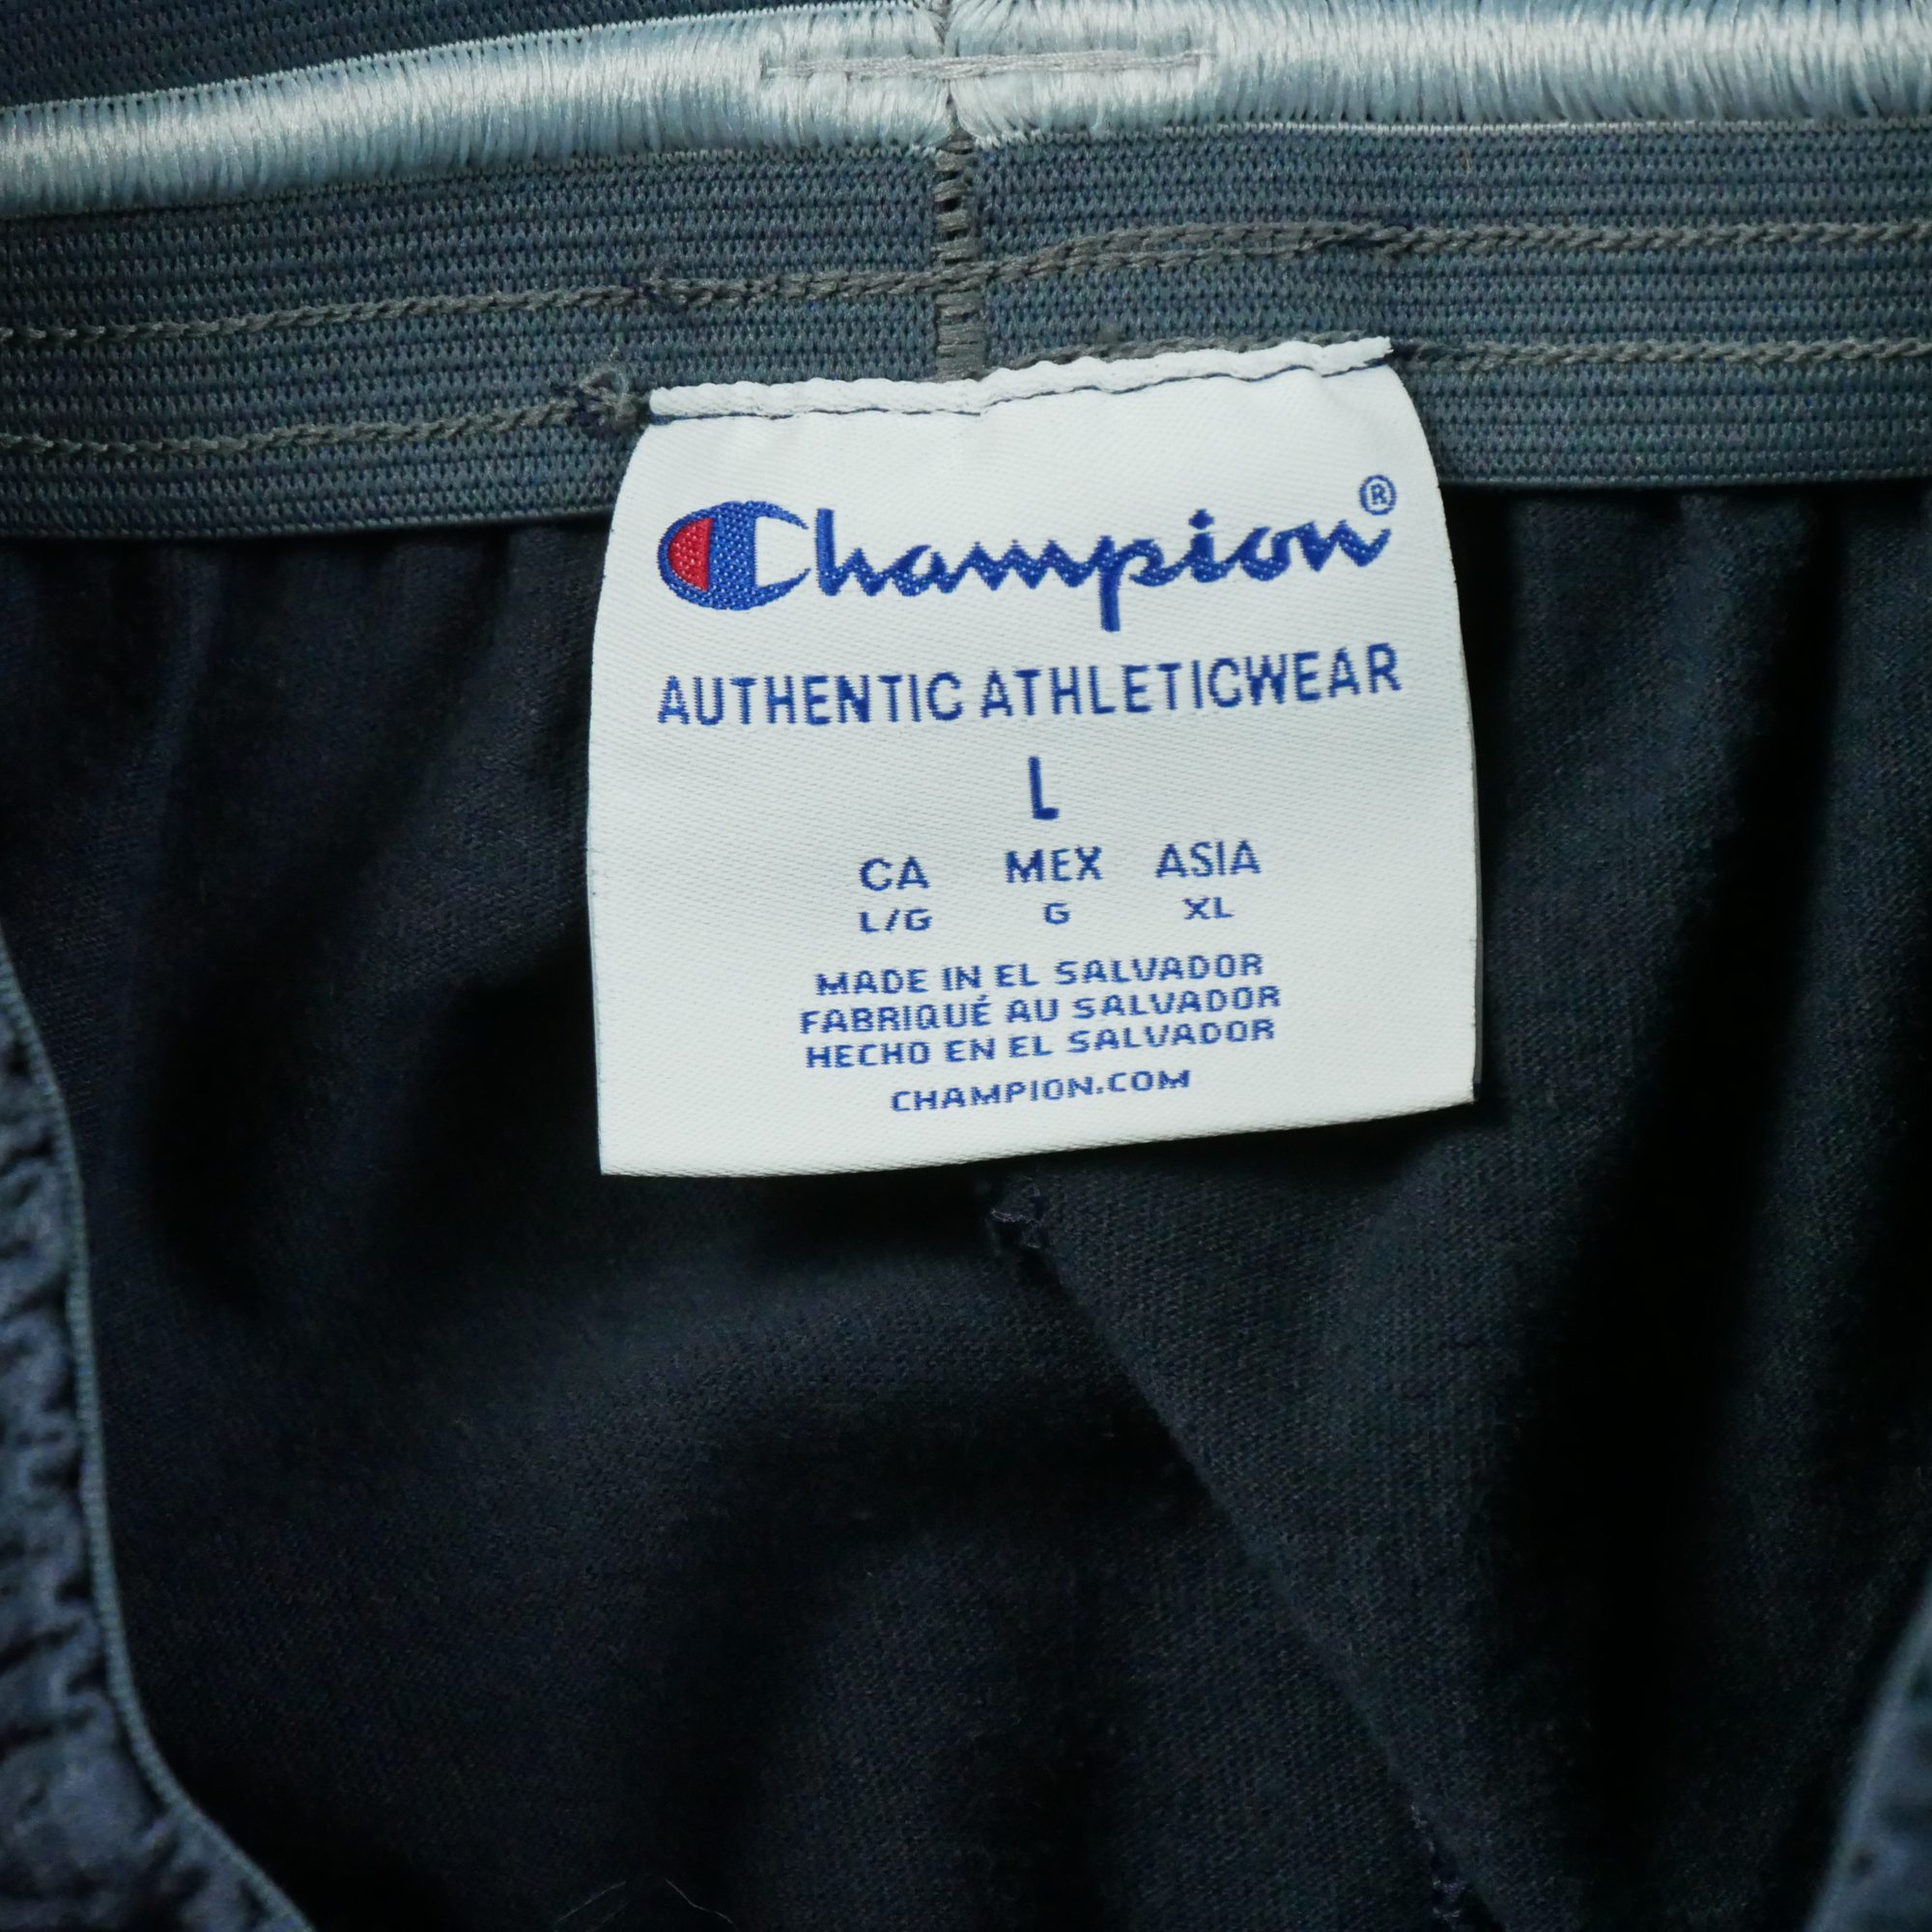 Champion®
AUTHENTIC ATHLETICWEAR
L
CA MEX ASIA
L/G G XL
MADE IN EL SALVADOR
FABRIQUÉ AU SALVADOR
HECHO EN EL SALVADOR
CHAMPION.COM